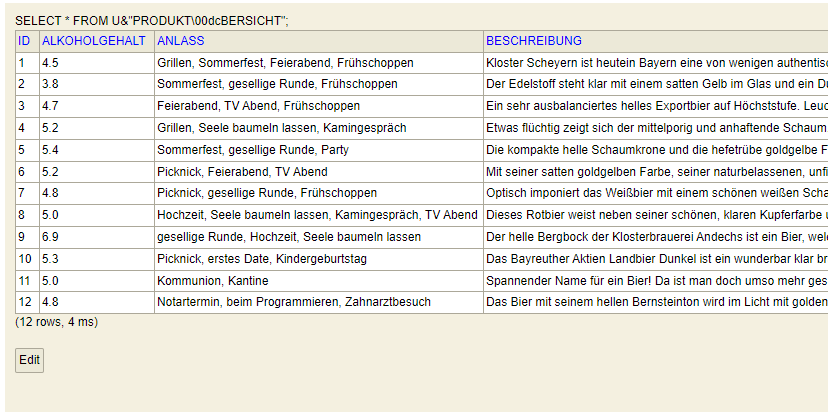 SELECT * FROM U&"PRODUKT\00dcBERSICHT";
ID ALKOHOLGEHALT ANLASS BESCHREIBUNG
1 4.5 Grillen, Sommerfest, Feierabend, Frühschoppen Kloster Scheyern ist heutein Bayern eine von wenigen authentisc
2 3.8 Sommerfest, gesellige Runde, Frühschoppen Der Edelstoff steht klar mit einem satten Gelb im Glas und ein Du
3 4.7 Feierabend, TV Abend, Frühschoppen Ein sehr ausbalanciertes helles Exportbier auf Höchststufe. Leuc
4 5.2 Grillen, Seele baumeln lassen, Kamingespräch Etwas flüchtig zeigt sich der mittelporig und anhaftende Schaum
5 5.4 Sommerfest, gesellige Runde, Party Die kompakte helle Schaumkrone und die hefetrübe goldgelbe F
6 5.2 Picknick, Feierabend, TV Abend Mit seiner satten goldgelben Farbe, seiner naturbelassenen, unfi
7 4.8 Picknick, gesellige Runde, Frühschoppen Optisch imponiert das Weißbier mit einem schönen weißen Scha
8 5.0 Hochzeit, Seele baumeln lassen, Kamingespräch, TV Abend Dieses Rotbier weist neben seiner schönen, klaren Kupferfarbe u
9 6.9 gesellige Runde, Hochzeit, Seele baumeln lassen Der helle Bergbock der Klosterbrauerei Andechs ist ein Bier, welc
10 5.3 Picknick, erstes Date, Kindergeburtstag Das Bayreuther Aktien Landbier Dunkel ist ein wunderbar klar br
11 5.0 Kommunion, Kantine Spannender Name für ein Bier! Da ist man doch umso mehr ges
12 4.8 Notartermin, beim Programmieren, Zahnarztbesuch Das Bier mit seinem hellen Bernsteinton wird im Licht mit golden
(12 rows, 4 ms)
Edit